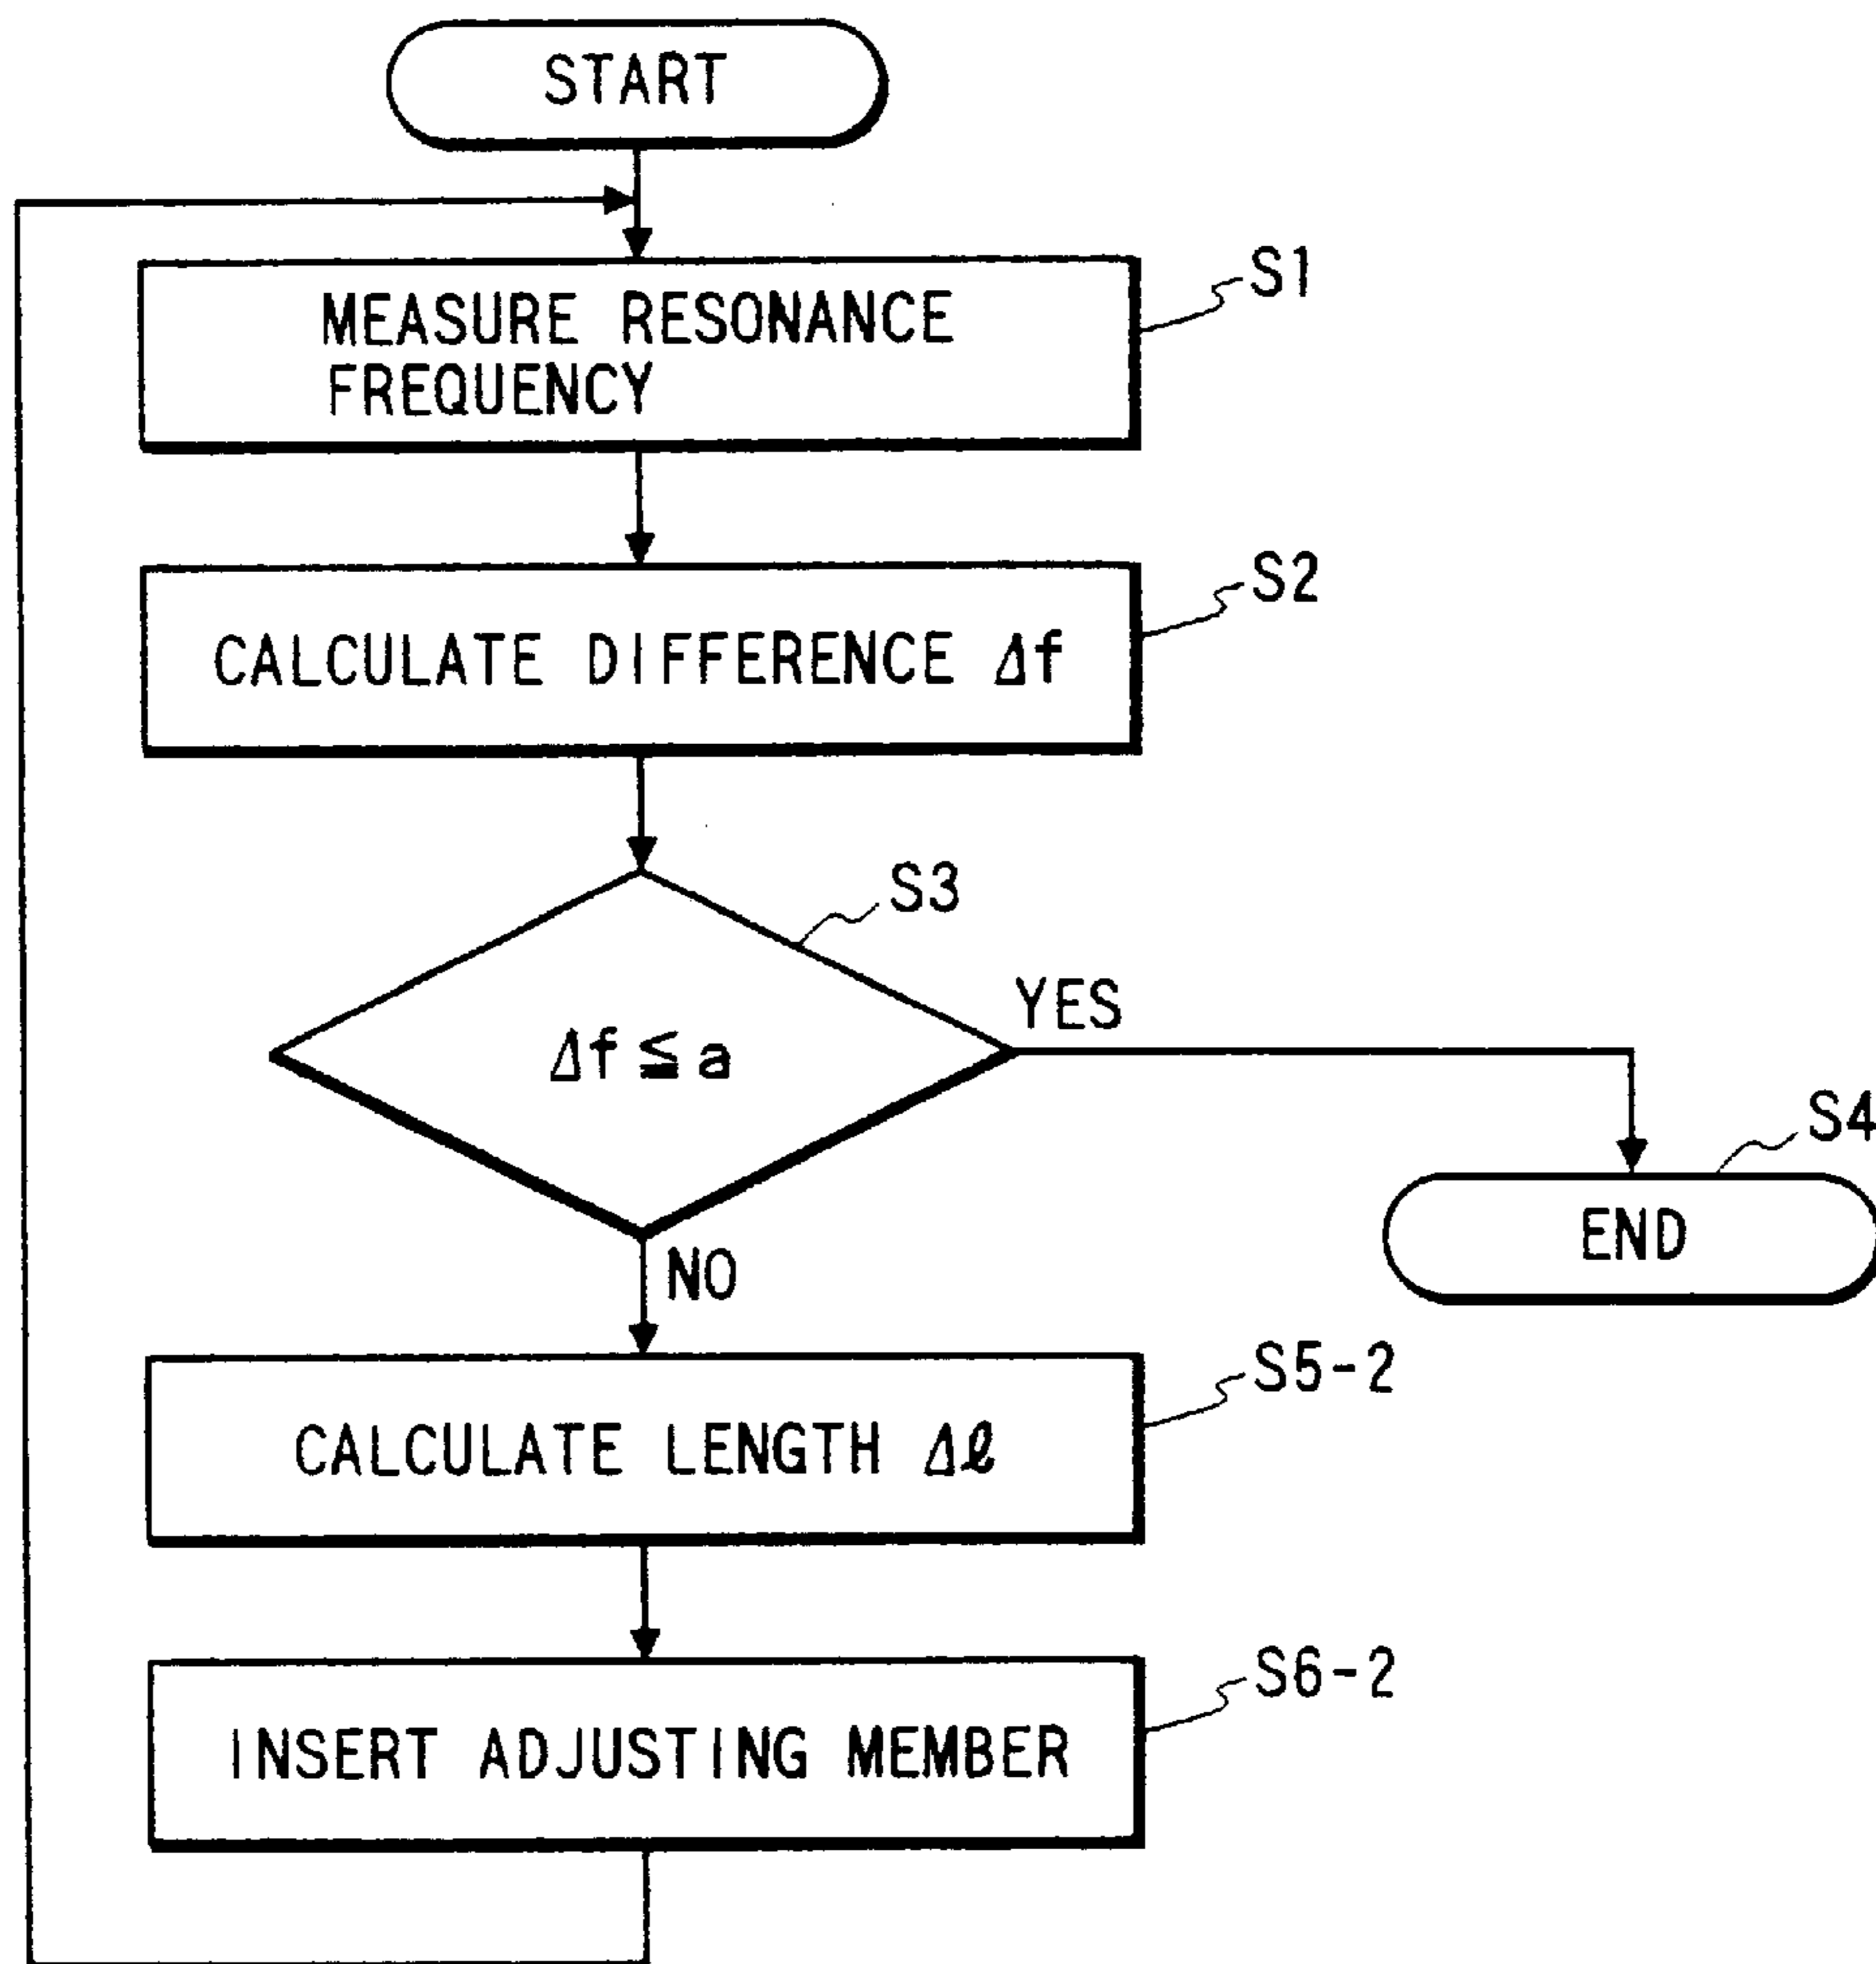 START
S1
MEASURE RESONANCE
FREQUENCY
S2
CALCULATE DIFFERENCE Δf
S3
YES
Δf ≦ a
S4
END
NO
S5-2
CALCULATE LENGTH Δℓ
S6-2
INSERT ADJUSTING MEMBER